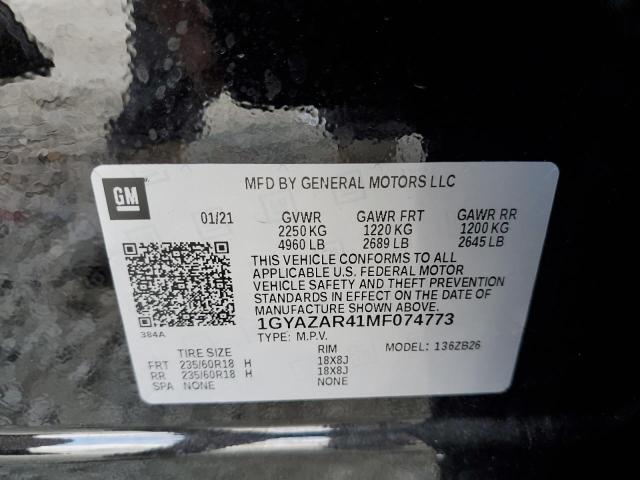 GM
MFD BY GENERAL MOTORS LLC
01/21 GVWR GAWR FRT GAWR RR
2250 KG 1220 KG 1200 KG
4960 LB 2689 LB 2645 LB
THIS VEHICLE CONFORMS TO ALL
APPLICABLE U.S. FEDERAL MOTOR
VEHICLE SAFETY AND THEFT PREVENTION
STANDARDS IN EFFECT ON THE DATE OF
MANUFACTURE SHOWN ABOVE.
1GYAZAR41MF074773
384A
TYPE: M.P.V.
TIRE SIZE RIM MODEL: 136ZB26
FRT 235/60R18 H 18X8J
RR 235/60R18 H 18X8J
SPA NONE NONE